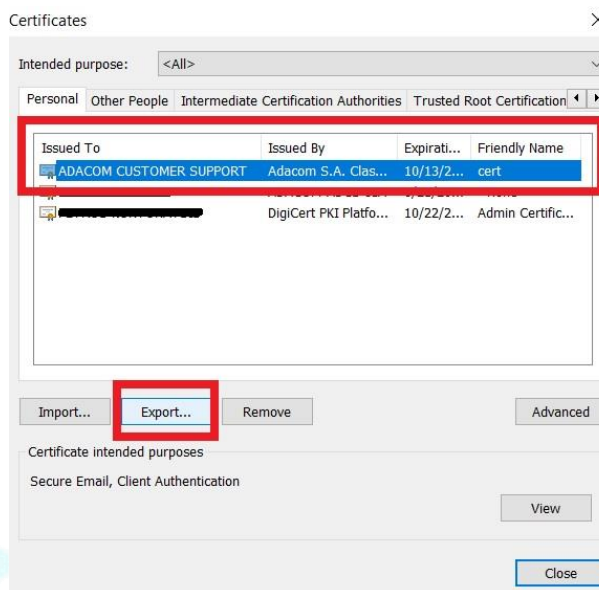 Certificates
Intended purpose: <All>
Personal Other People Intermediate Certification Authorities Trusted Root Certification
Issued To Issued By Expirati... Friendly Name
ADACOM CUSTOMER SUPPORT Adacom S.A. Clas... 10/13/2... cert
DigiCert PKI Platfo... 10/22/2... Admin Certific...
Import... Export... Remove Advanced
Certificate intended purposes
Secure Email, Client Authentication
View
Close